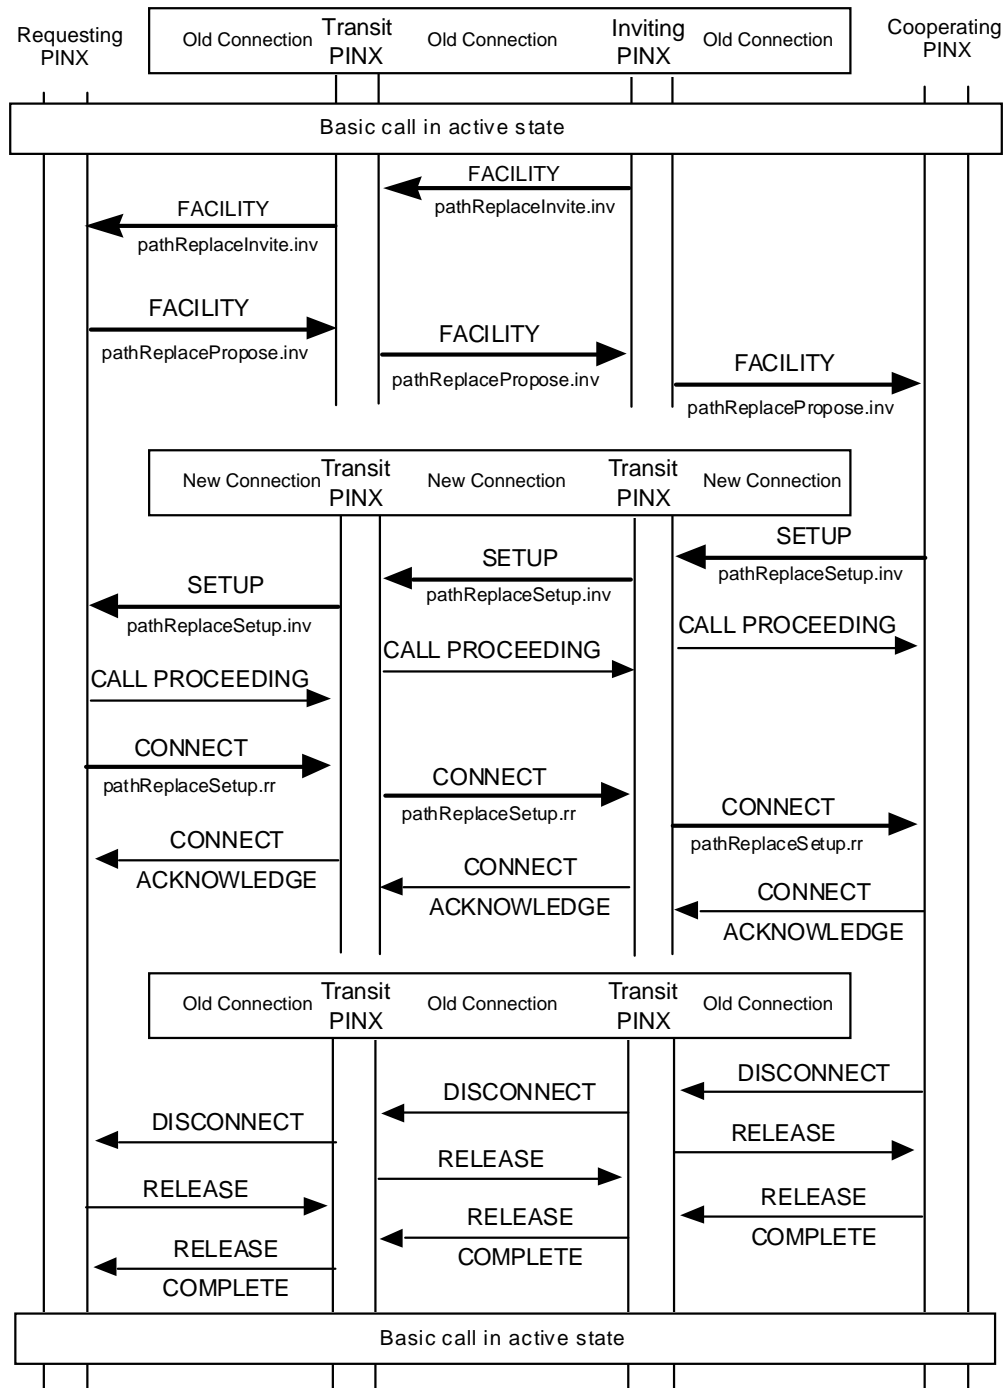 Requesting
PINX
Old Connection
Transit
PINX
Old Connection
Inviting
PINX
Old Connection
Cooperating
PINX
Basic call in active state
FACILITY
pathReplaceInvite.inv
FACILITY
pathReplaceInvite.inv
FACILITY
pathReplacePropose.inv
FACILITY
pathReplacePropose.inv
FACILITY
pathReplacePropose.inv
New Connection
Transit
PINX
New Connection
Transit
PINX
New Connection
SETUP
pathReplaceSetup.inv
SETUP
pathReplaceSetup.inv
SETUP
pathReplaceSetup.inv
CALL PROCEEDING
CALL PROCEEDING
CALL PROCEEDING
CONNECT
pathReplaceSetup.rr
CONNECT
pathReplaceSetup.rr
CONNECT
pathReplaceSetup.rr
CONNECT
ACKNOWLEDGE
CONNECT
ACKNOWLEDGE
CONNECT
ACKNOWLEDGE
Old Connection
Transit
PINX
Old Connection
Transit
PINX
Old Connection
DISCONNECT
DISCONNECT
DISCONNECT
RELEASE
RELEASE
RELEASE
RELEASE
COMPLETE
RELEASE
COMPLETE
RELEASE
COMPLETE
Basic call in active state